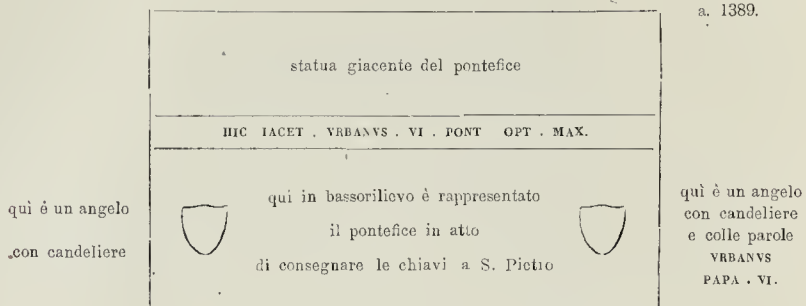 a. 1389.
statua giacente del pontefice
HIC IACET . VRBANVS . VI . PONT OPT . MAX.
quì è un angelo
con candeliere
qui in bassorilievo è rappresentato
il pontefice in atto
di consegnare le chiavi a S. Pietro
quì è un angelo
con candeliere
e colle parole
VRBANVS
PAPA . VI.